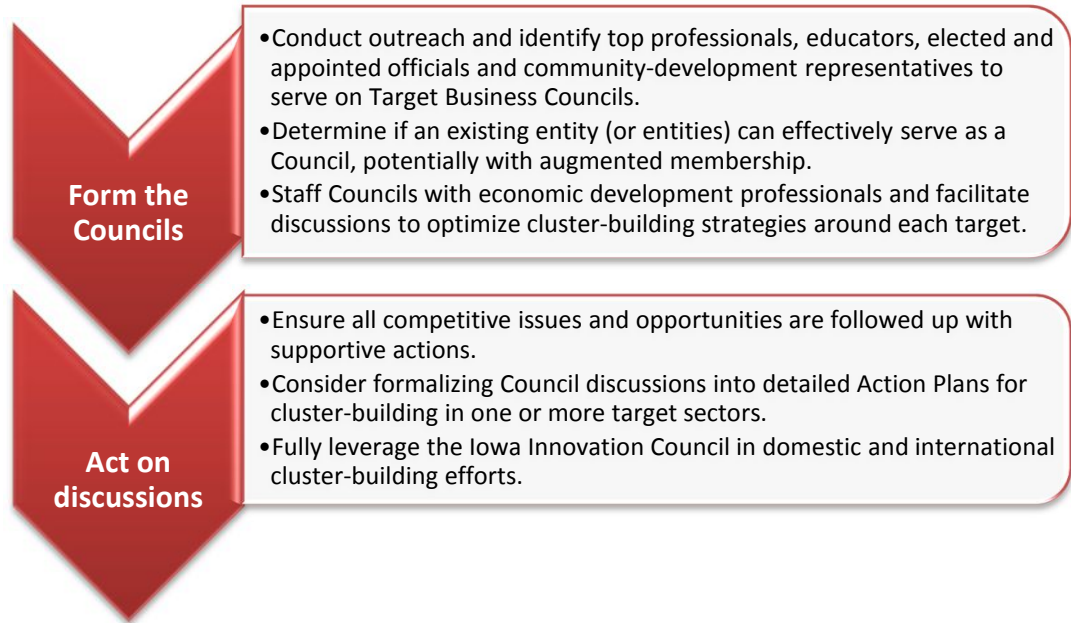 Form the
Councils
•Conduct outreach and identify top professionals, educators, elected and
appointed officials and community-development representatives to
serve on Target Business Councils.
•Determine if an existing entity (or entities) can effectively serve as a
Council, potentially with augmented membership.
•Staff Councils with economic development professionals and facilitate
discussions to optimize cluster-building strategies around each target.
Act on
discussions
•Ensure all competitive issues and opportunities are followed up with
supportive actions.
•Consider formalizing Council discussions into detailed Action Plans for
cluster-building in one or more target sectors.
•Fully leverage the Iowa Innovation Council in domestic and international
cluster-building efforts.